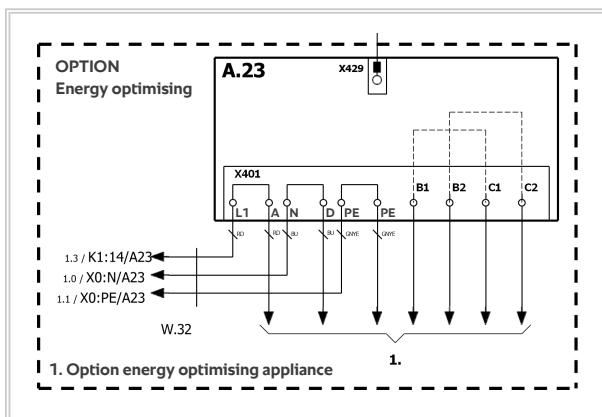 OPTION
Energy optimising
A.23
X429
X401
B1 B2 C1 C2
L1 A N D PE PE
RD RD BU BU GNYE GNYE
1.3 / K1:14/A23
1.0 / X0:N/A23
1.1 / X0:PE/A23
W.32
1.
1. Option energy optimising appliance